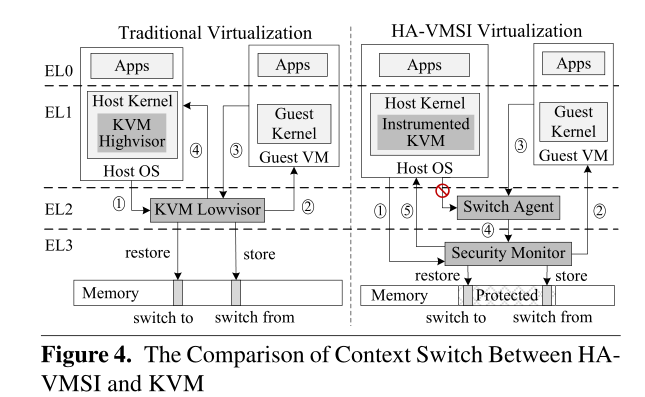 Traditional Virtualization
HA-VMSI Virtualization
EL0
Apps
Apps
Apps
Apps
EL1
Host Kernel
KVM
Highvisor
Host OS
④
③
Guest
Kernel
Guest VM
Host Kernel
Instrumented
KVM
Host OS
③
Guest
Kernel
Guest VM
EL2
①
KVM Lowvisor
②
①
⑤
Switch Agent
②
④
EL3
restore
store
Security Monitor
restore
store
Memory
Memory
Protected
switch to
switch from
switch to
switch from
Figure 4. The Comparison of Context Switch Between HA-
VMSI and KVM